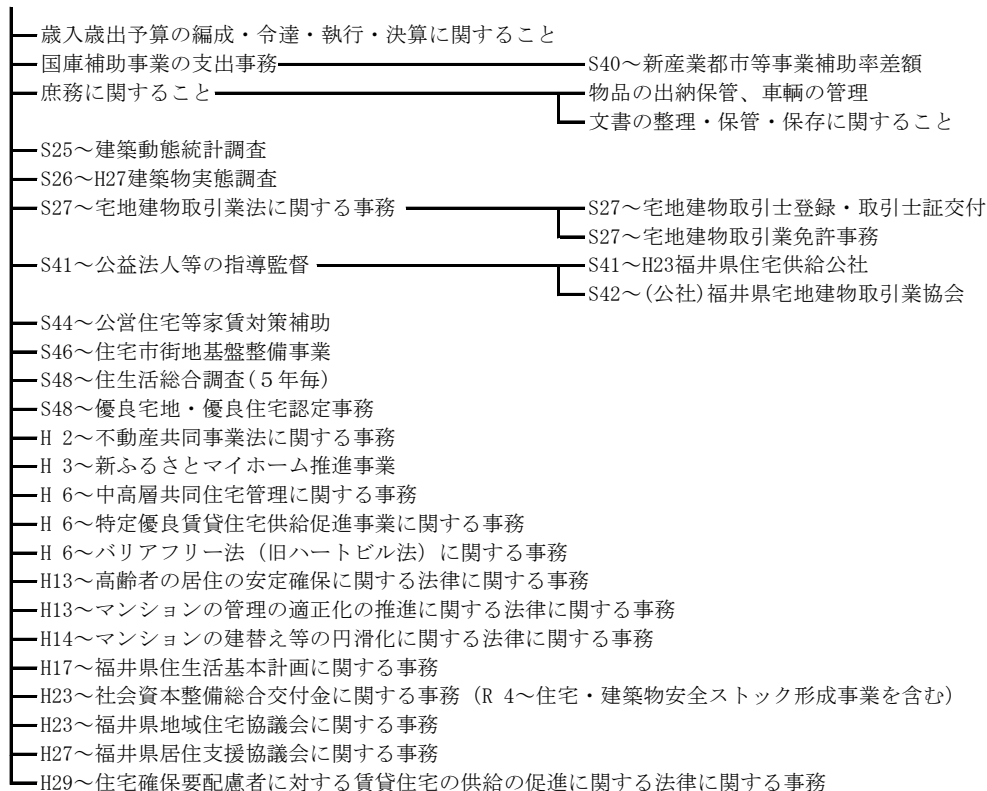 歳入歳出予算の編成・令達・執行・決算に関すること
国庫補助事業の支出事務 S40～新産業都市等事業補助率差額
庶務に関すること 物品の出納保管、車輌の管理
文書の整理・保管・保存に関すること
S25～建築動態統計調査
S26～H27建築物実態調査
S27～宅地建物取引業法に関する事務 S27～宅地建物取引士登録・取引士証交付
S27～宅地建物取引業免許事務
S41～公益法人等の指導監督 S41～H23福井県住宅供給公社
S42～(公社)福井県宅地建物取引業協会
S44～公営住宅等家賃対策補助
S46～住宅市街地基盤整備事業
S48～住生活総合調査(５年毎)
S48～優良宅地・優良住宅認定事務
H 2～不動産共同事業法に関する事務
H 3～新ふるさとマイホーム推進事業
H 6～中高層共同住宅管理に関する事務
H 6～特定優良賃貸住宅供給促進事業に関する事務
H 6～バリアフリー法（旧ハートビル法）に関する事務
H13～高齢者の居住の安定確保に関する法律に関する事務
H13～マンションの管理の適正化の推進に関する法律に関する事務
H14～マンションの建替え等の円滑化に関する法律に関する事務
H17～福井県住生活基本計画に関する事務
H23～社会資本整備総合交付金に関する事務（R 4～住宅・建築物安全ストック形成事業を含む）
H23～福井県地域住宅協議会に関する事務
H27～福井県居住支援協議会に関する事務
H29～住宅確保要配慮者に対する賃貸住宅の供給の促進に関する法律に関する事務